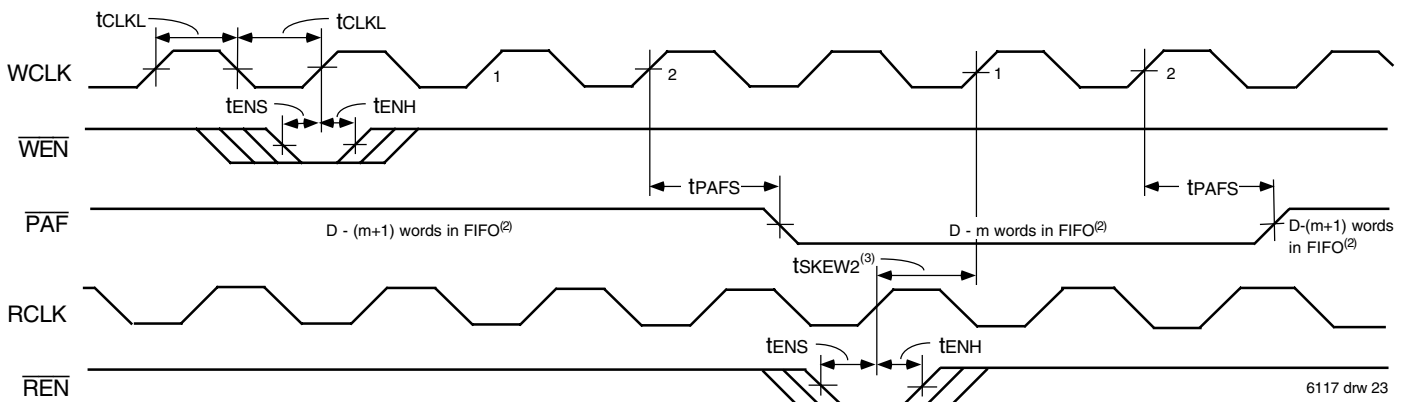 tCLKL tCLKL
WCLK 1 2 1 2
tENS tENH
WEN
tPAFS tPAFS
PAF
D - (m+1) words in FIFO(2) D - m words in FIFO(2) D-(m+1) words
in FIFO(2)
tSKEW2(3)
RCLK
tENS tENH
REN
6117 drw 23